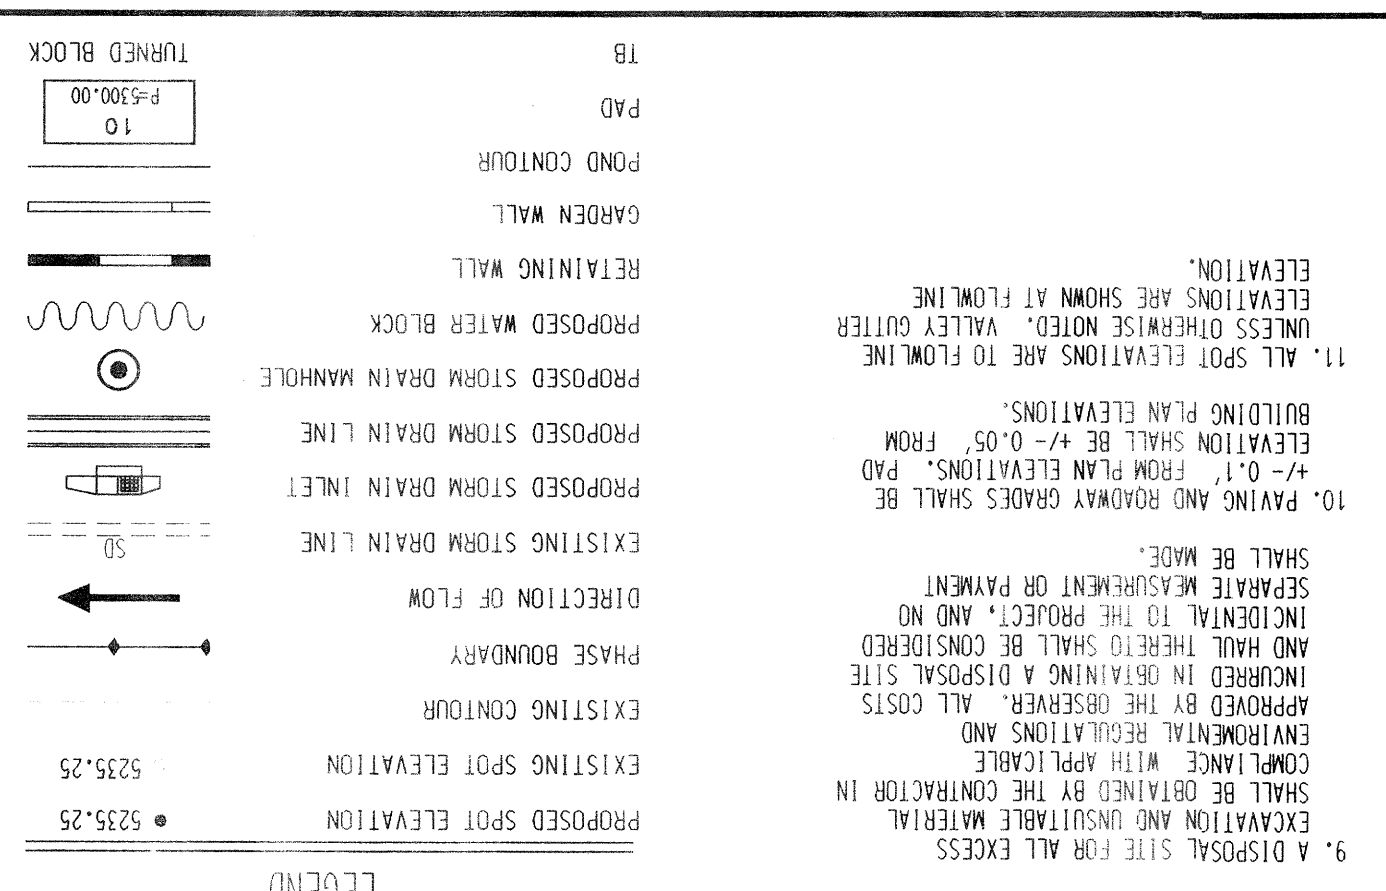 9. A DISPOSAL SITE FOR ALL EXCESS
EXCAVATION AND UNSUITABLE MATERIAL
SHALL BE OBTAINED BY THE CONTRACTOR IN
COMPLIANCE WITH APPLICABLE
ENVIROMENTAL REGULATIONS AND
APPROVED BY THE OBSERVER. ALL COSTS
INCURRED IN OBTAINING A DISPOSAL SITE
AND HAUL THERETO SHALL BE CONSIDERED
INCIDENTAL TO THE PROJECT, AND NO
SEPARATE MEASUREMENT OR PAYMENT
SHALL BE MADE.
10. PAVING AND ROADWAY GRADES SHALL BE
+/- 0.1' FROM PLAN ELEVATIONS. PAD
ELEVATION SHALL BE +/- 0.05' FROM
BUILDING PLAN ELEVATIONS.
11. ALL SPOT ELEVATIONS ARE TO FLOWLINE
UNLESS OTHERWISE NOTED. VALLEY GUTTER
ELEVATIONS ARE SHOWN AT FLOWLINE
ELEVATION.
LEGEND
PROPOSED SPOT ELEVATION 5235.25
EXISTING SPOT ELEVATION 5235.25
EXISTING CONTOUR
PHASE BOUNDARY
DIRECTION OF FLOW
EXISTING STORM DRAIN LINE SD
PROPOSED STORM DRAIN INLET
PROPOSED STORM DRAIN LINE
PROPOSED STORM DRAIN MANHOLE
PROPOSED WATER BLOCK
RETAINING WALL
GARDEN WALL
POND CONTOUR
PAD 10
P=5300.00
TB TURNED BLOCK